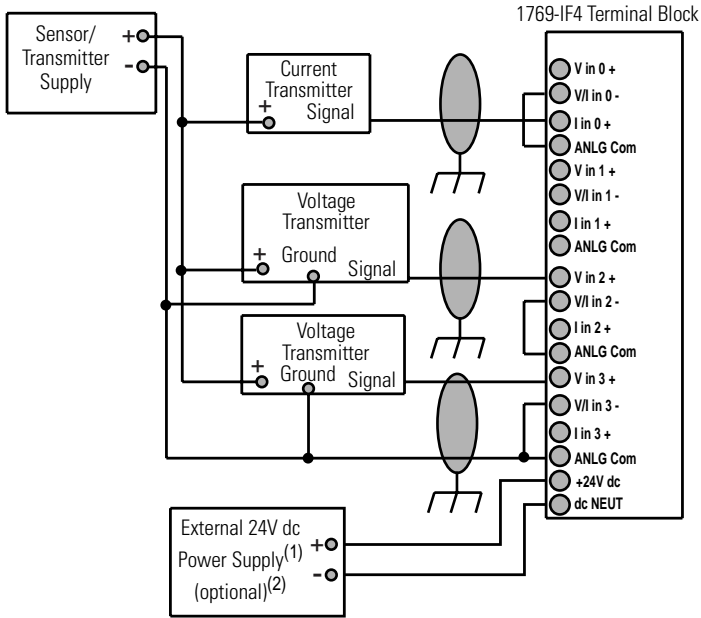 1769-IF4 Terminal Block
Sensor/
Transmitter
Supply
+
-
Current
Transmitter
Signal
+
Voltage
Transmitter
+
Ground
Signal
Voltage
Transmitter
+
Ground
Signal
V in 0 +
V/I in 0 -
I in 0 +
ANLG Com
V in 1 +
V/I in 1 -
I in 1 +
ANLG Com
V in 2 +
V/I in 2 -
I in 2 +
ANLG Com
V in 3 +
V/I in 3 -
I in 3 +
ANLG Com
+24V dc
dc NEUT
External 24V dc
Power Supply(1)
(optional)(2)
+
-